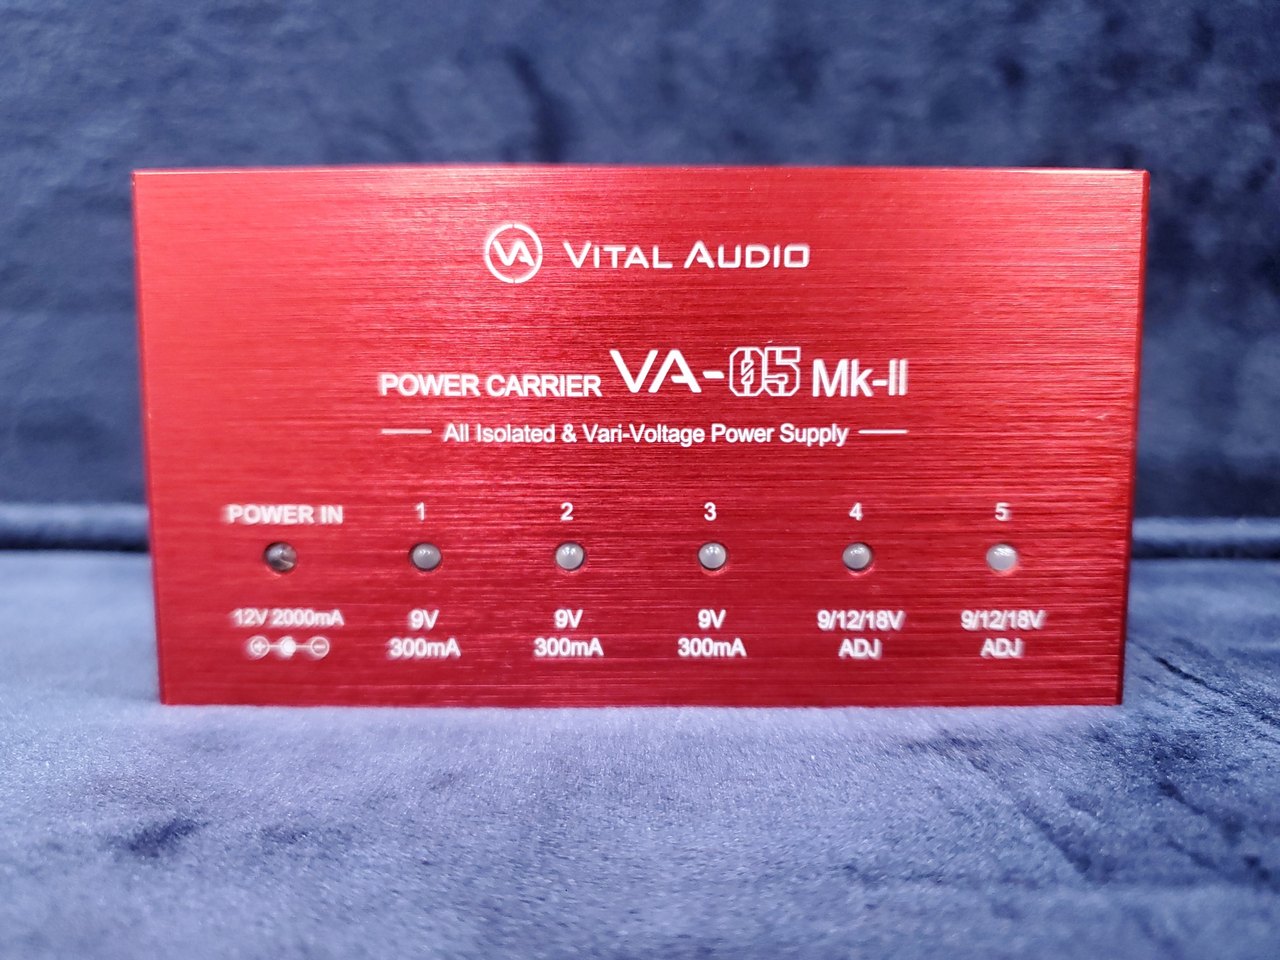 VA VITAL AUDIO
POWER CARRIER VA-05 Mk-II
All Isolated & Vari-Voltage Power Supply
POWER IN 1 2 3 4 5
12V 2000mA 9V 9V 9V 9/12/18V 9/12/18V
300mA 300mA 300mA ADJ ADJ